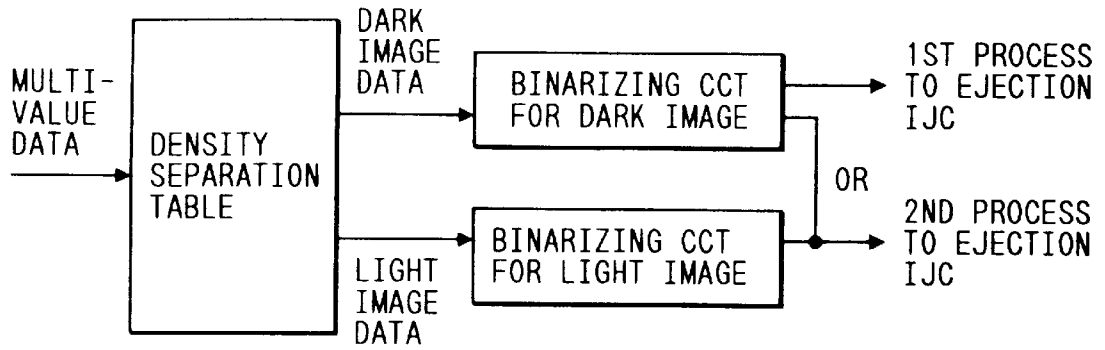 MULTI-
VALUE
DATA
DENSITY
SEPARATION
TABLE
DARK
IMAGE
DATA
LIGHT
IMAGE
DATA
BINARIZING CCT
FOR DARK IMAGE
BINARIZING CCT
FOR LIGHT IMAGE
OR
1ST PROCESS
TO EJECTION
IJC
2ND PROCESS
TO EJECTION
IJC